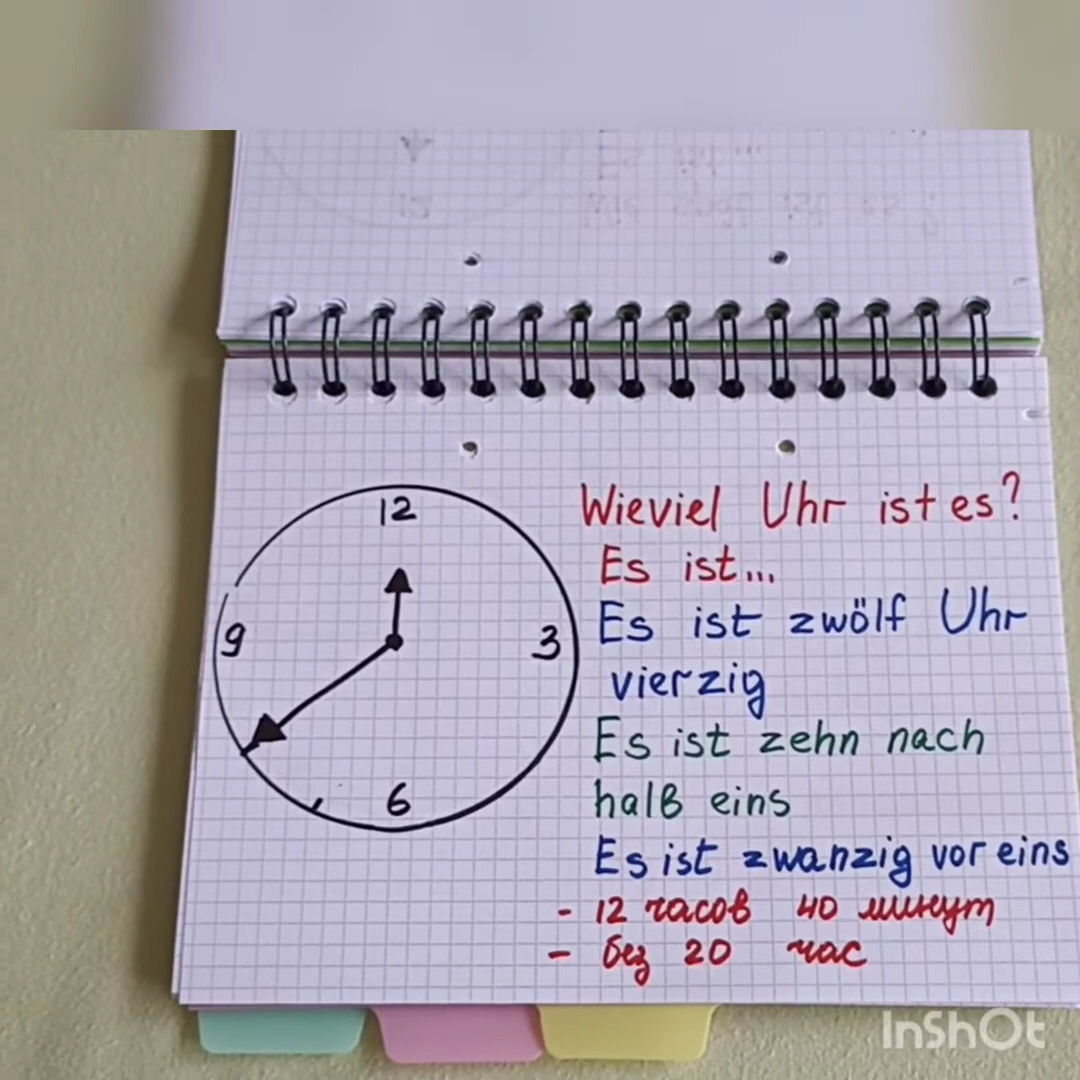 12
9
3
6
Wieviel Uhr ist es?
Es ist...
Es ist zwölf Uhr
vierzig
Es ist zehn nach
halb eins
Es ist zwanzig vor eins
- 12 часов 40 минут
- без 20 час
InShOt